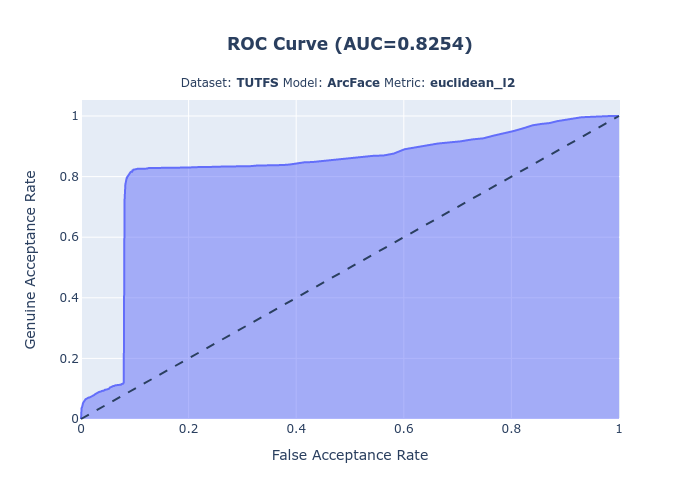 ROC Curve (AUC=0.8254)
Dataset: TUTFS Model: ArcFace Metric: euclidean_l2
Genuine Acceptance Rate
1
0.8
0.6
0.4
0.2
0
0 0.2 0.4 0.6 0.8 1
False Acceptance Rate